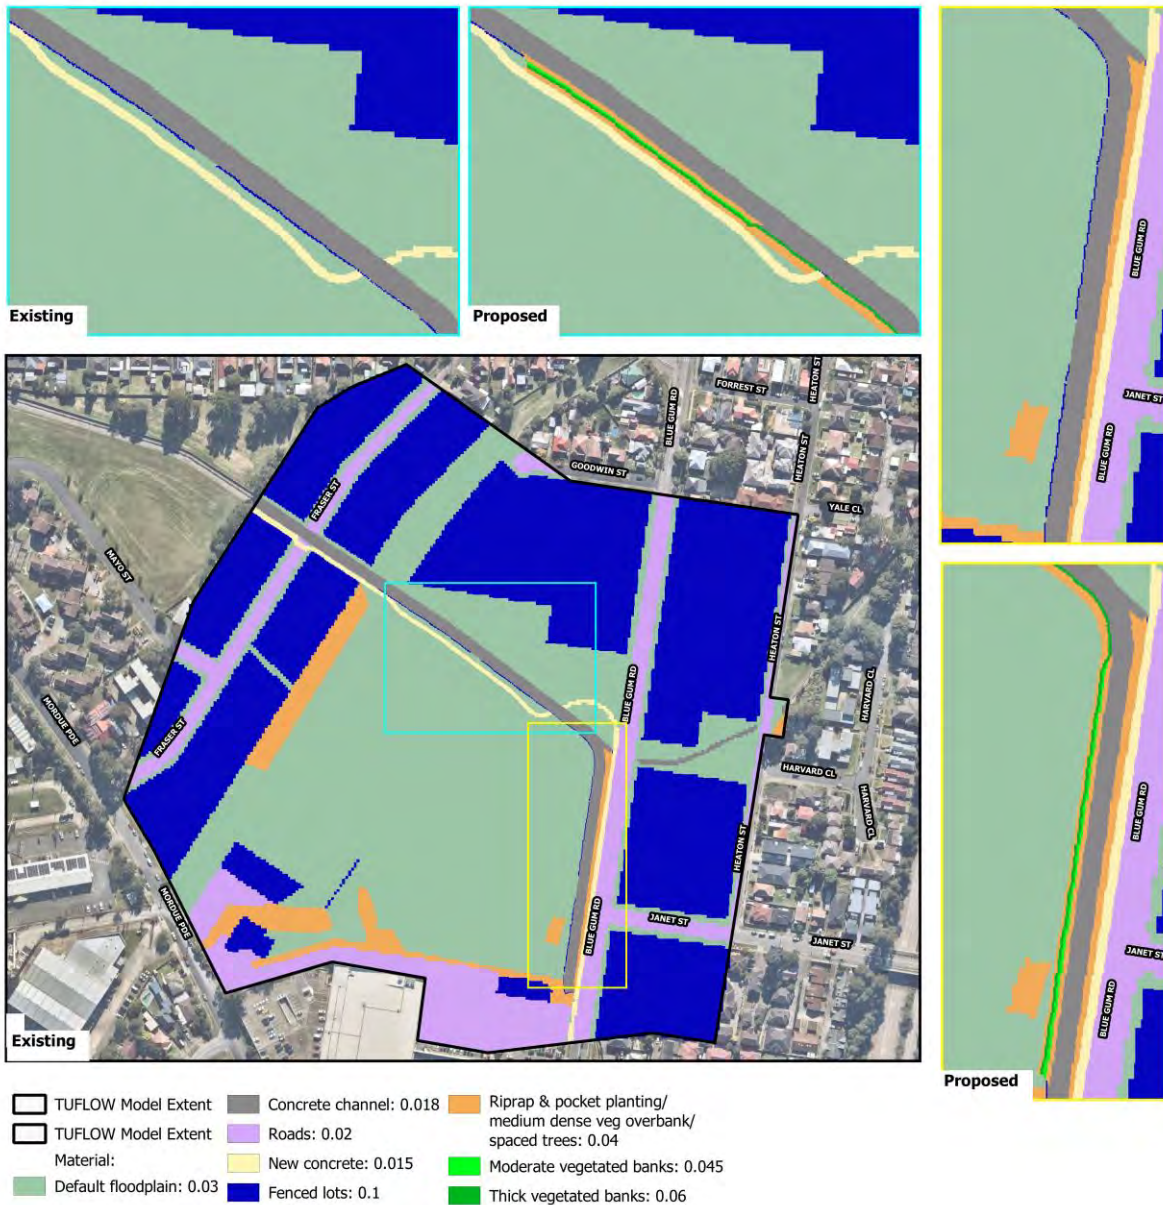 Existing
Proposed
BLUE GUM RD
JANET ST
BLUE GUM RD
FORREST ST
HEATON ST
BLUE GUM RD
GOODWIN ST
HEATON ST
YALE CL
FRASER ST
MAYO ST
HEATON ST
HARVARD CL
BLUE GUM RD
MORDUE PDE
FRASER ST
HARVARD CL
HARVARD CL
HEATON ST
MORDUE PDE
BLUE GUM RD
JANET ST
JANET ST
Existing
BLUE GUM RD
JANET ST
BLUE GUM RD
Proposed
TUFLOW Model Extent
TUFLOW Model Extent
Material:
Default floodplain: 0.03
Concrete channel: 0.018
Roads: 0.02
New concrete: 0.015
Fenced lots: 0.1
Riprap & pocket planting/
medium dense veg overbank/
spaced trees: 0.04
Moderate vegetated banks: 0.045
Thick vegetated banks: 0.06